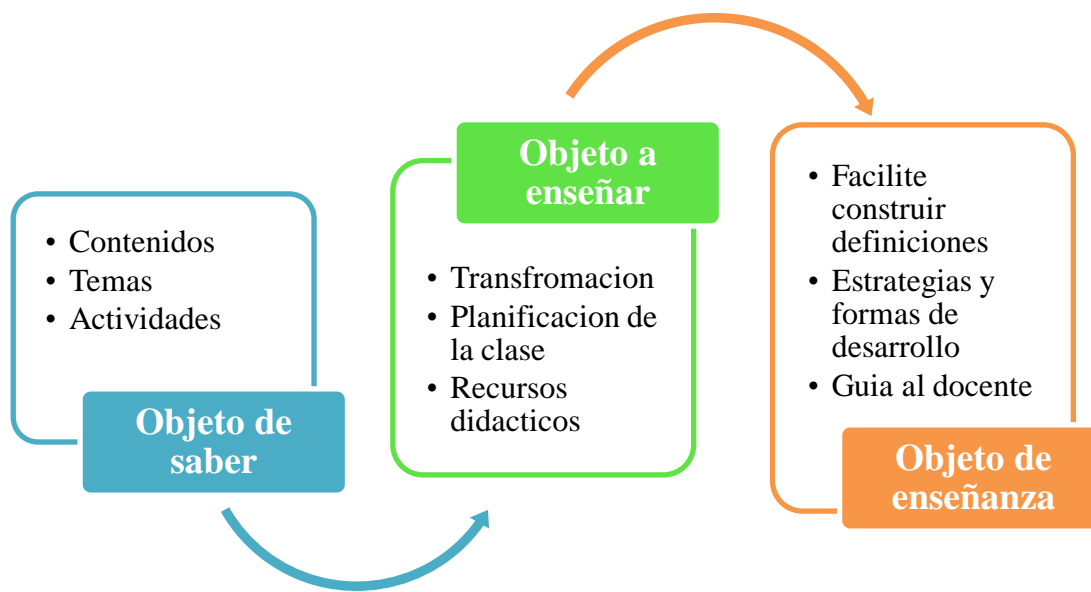 • Contenidos
• Temas
• Actividades
Objeto de
saber
Objeto a
enseñar
• Transfromacion
• Planificacion de
la clase
• Recursos
didacticos
• Facilite
construir
definiciones
• Estrategias y
formas de
desarrollo
• Guia al docente
Objeto de
enseñanza